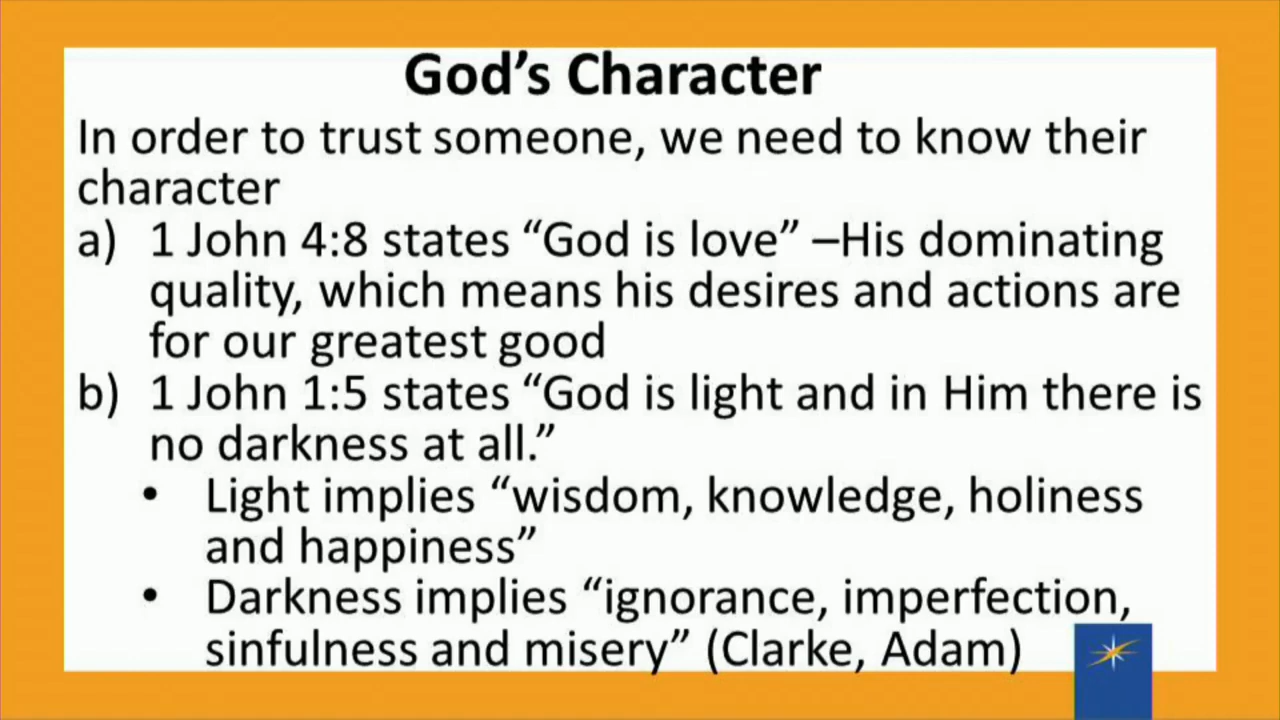 God’s Character
In order to trust someone, we need to know their
character
a) 1 John 4:8 states “God is love” –His dominating
quality, which means his desires and actions are
for our greatest good
b) 1 John 1:5 states “God is light and in Him there is
no darkness at all.”
• Light implies “wisdom, knowledge, holiness
and happiness”
• Darkness implies “ignorance, imperfection,
sinfulness and misery” (Clarke, Adam)